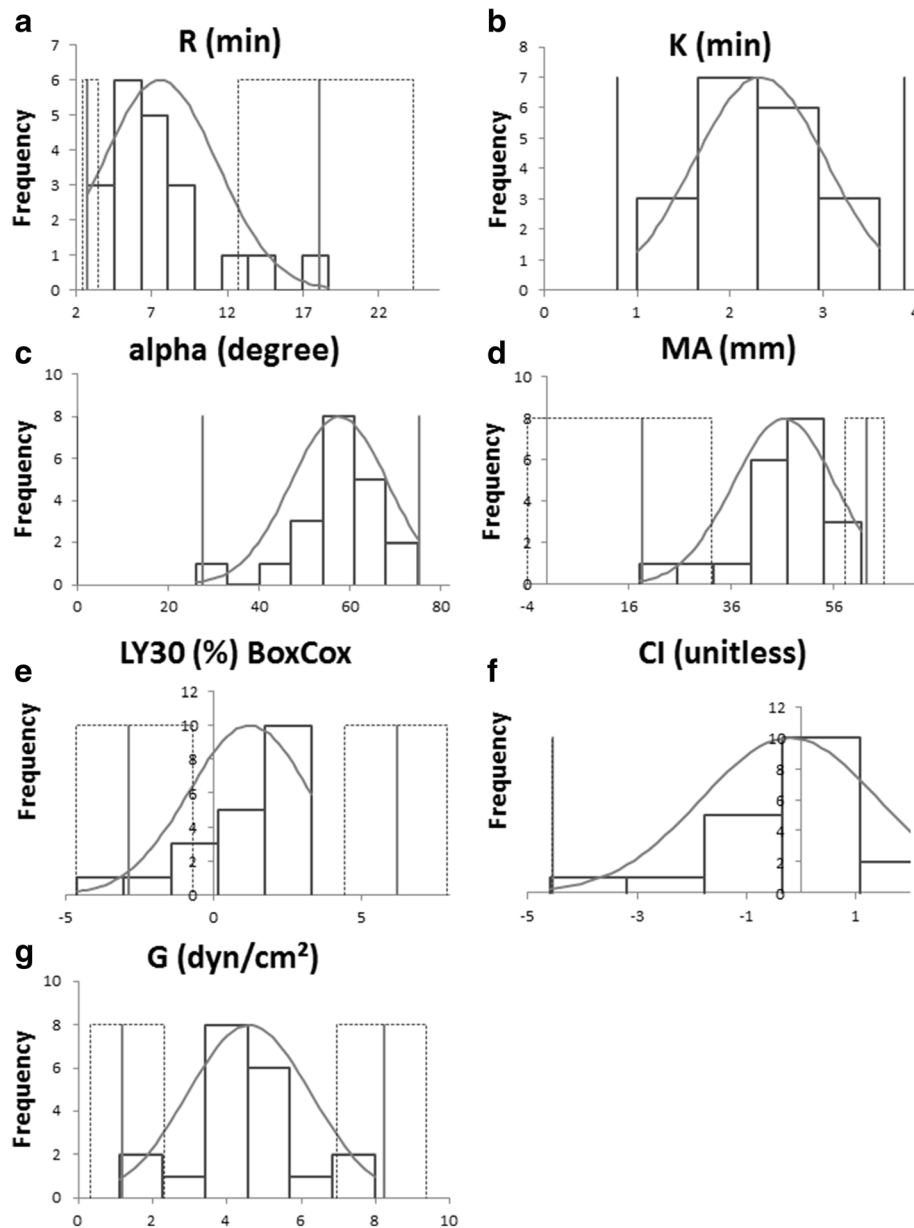 a
R (min)
Frequency
7
6
5
4
3
2
1
0
2 7 12 17 22
b
K (min)
Frequency
8
7
6
5
4
3
2
1
0
0 1 2 3 4
c
alpha (degree)
Frequency
10
8
6
4
2
0
0 20 40 60 80
d
MA (mm)
Frequency
10
8
6
4
2
0
-4 16 36 56
e
LY30 (%) BoxCox
Frequency
12
10
8
6
4
2
0
-5 0 5
f
CI (unitless)
Frequency
12
10
8
6
4
2
0
-5 -3 -1 1
g
G (dyn/cm²)
Frequency
10
8
6
4
2
0
0 2 4 6 8 10